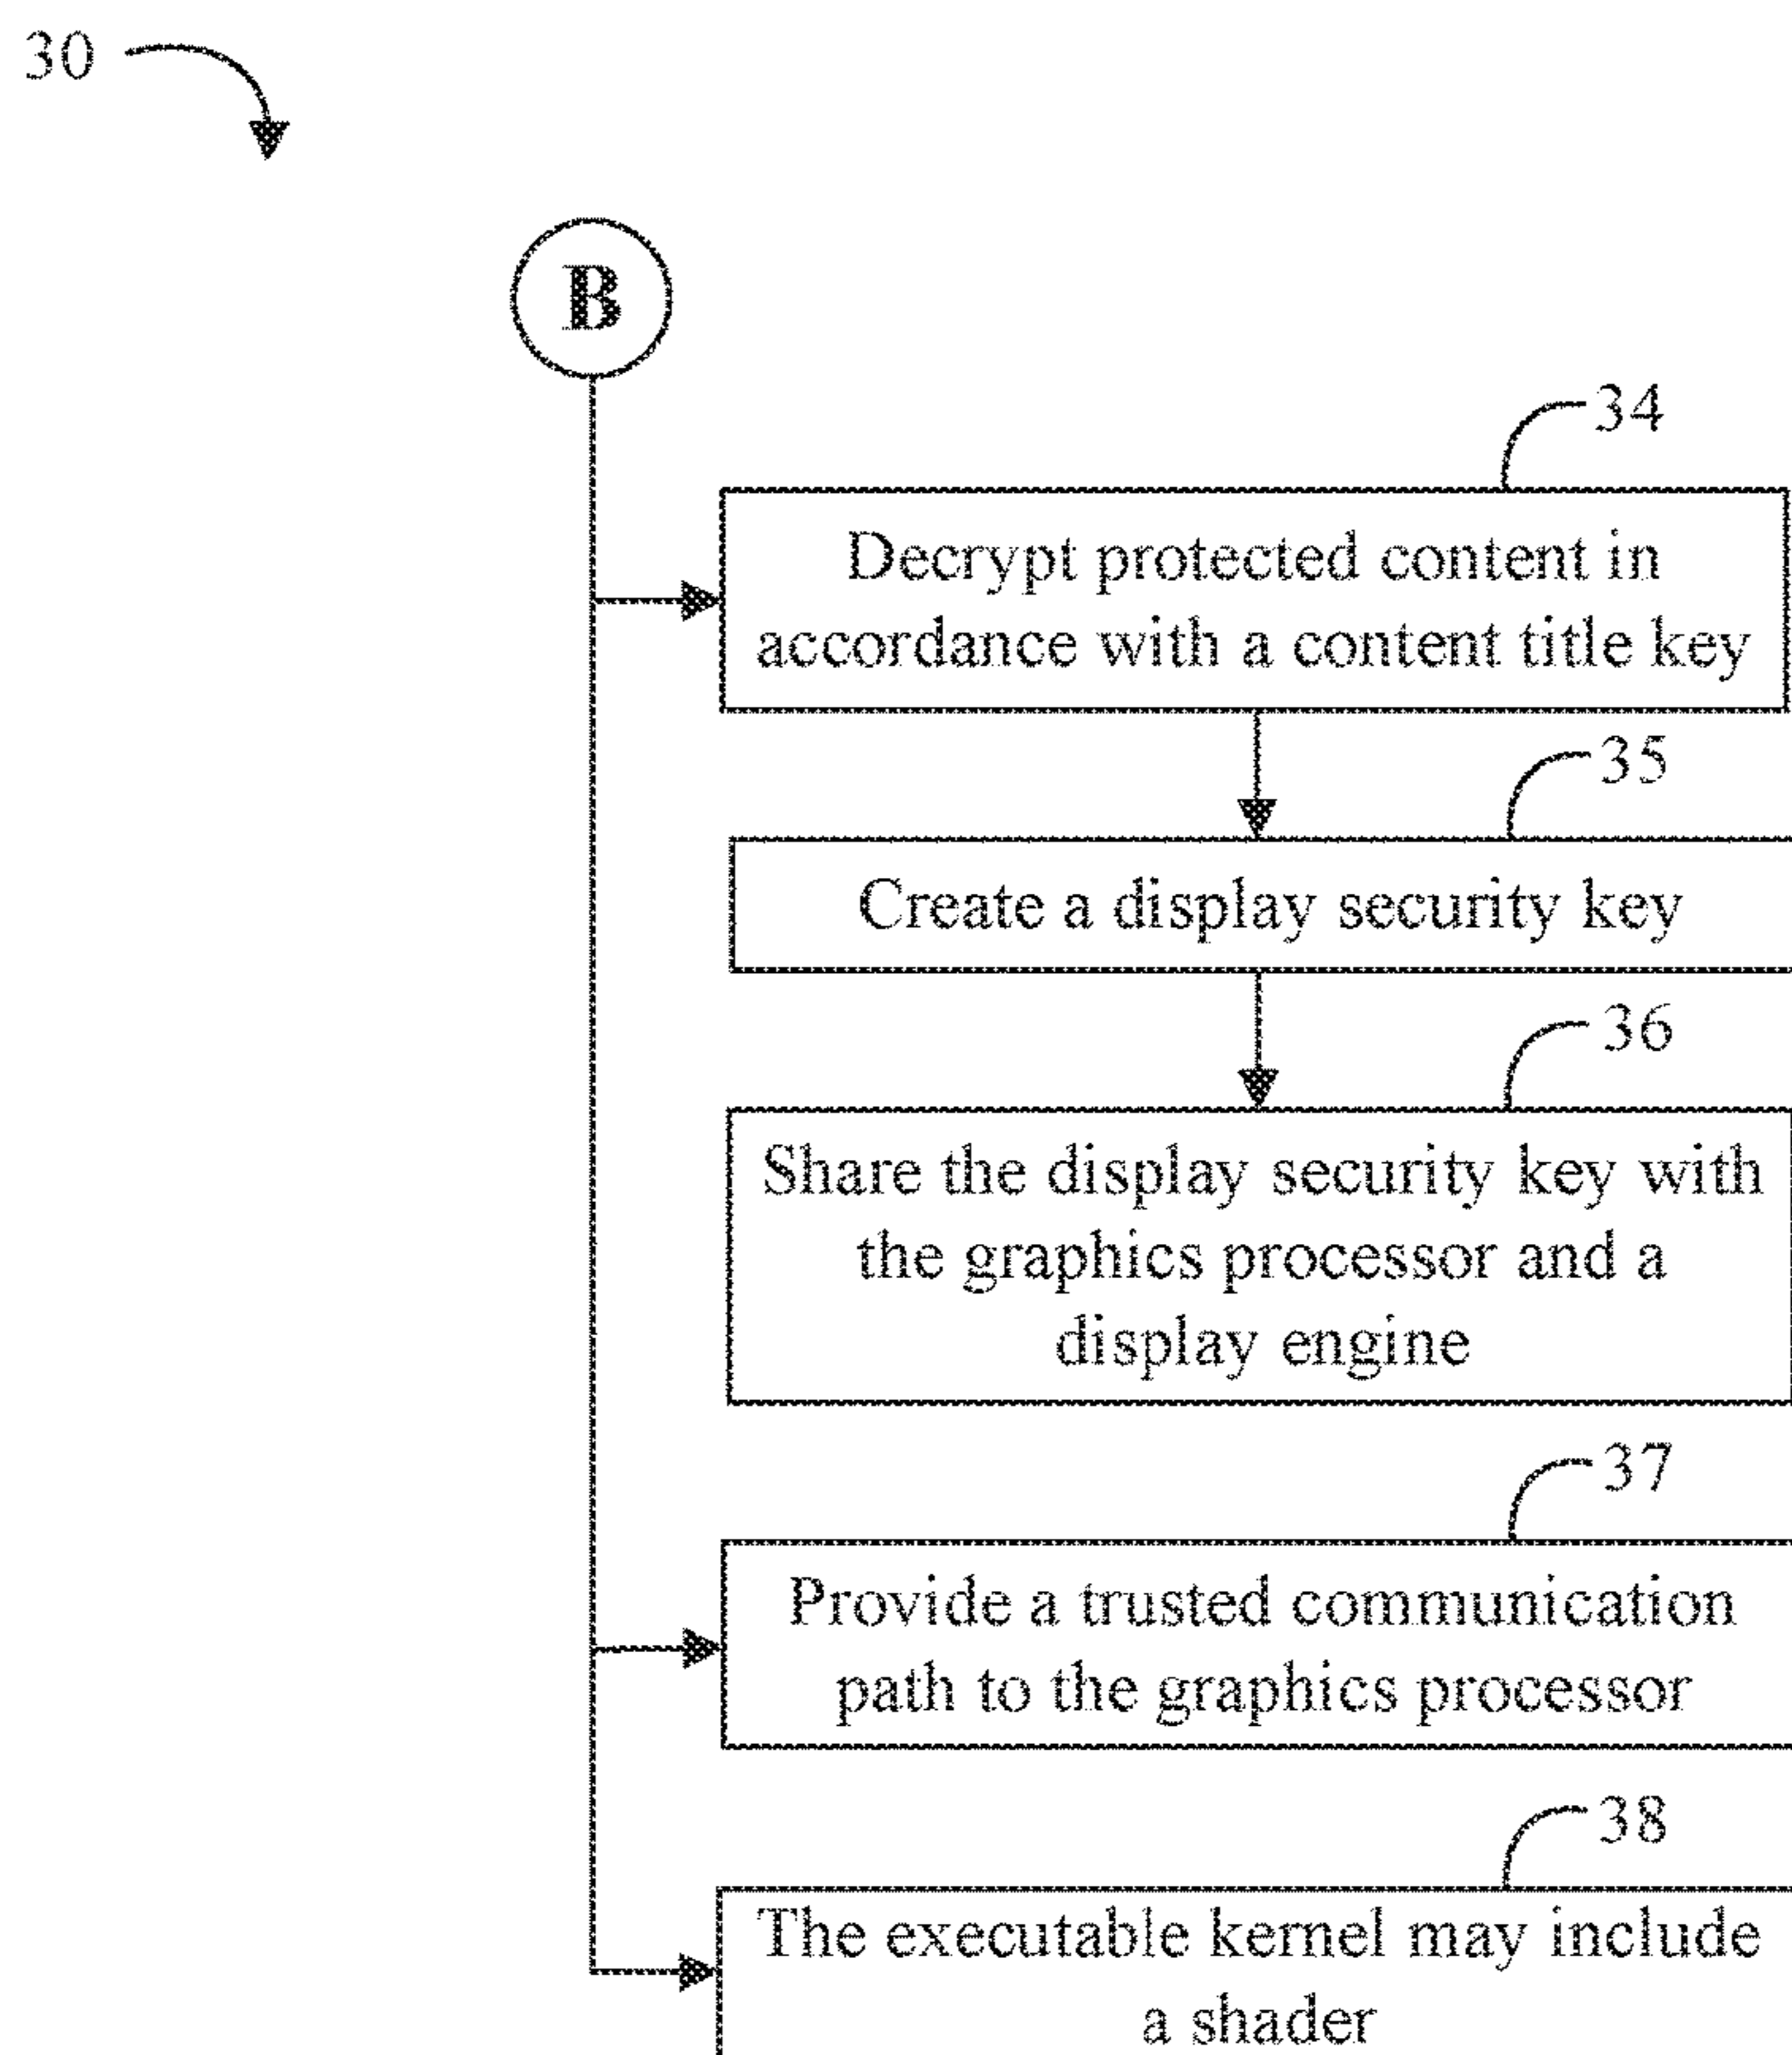 30
B
34
Decrypt protected content in
accordance with a content title key
35
Create a display security key
36
Share the display security key with
the graphics processor and a
display engine
37
Provide a trusted communication
path to the graphics processor
38
The executable kernel may include
a shader